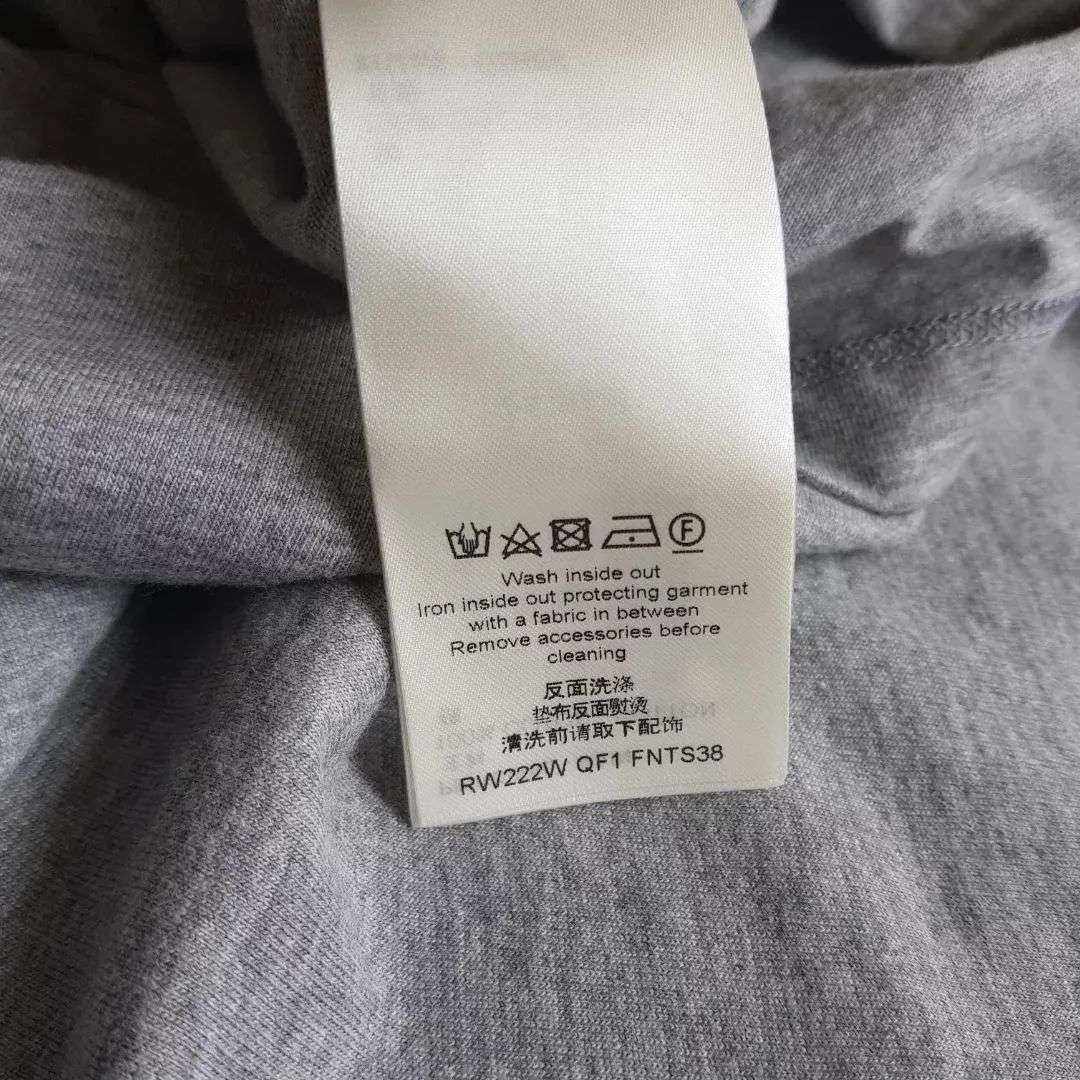 F
Wash inside out
Iron inside out protecting garment
with a fabric in between
Remove accessories before
cleaning
反面洗涤
垫布反面熨烫
清洗前请取下配饰
RW222W QF1 FNTS38